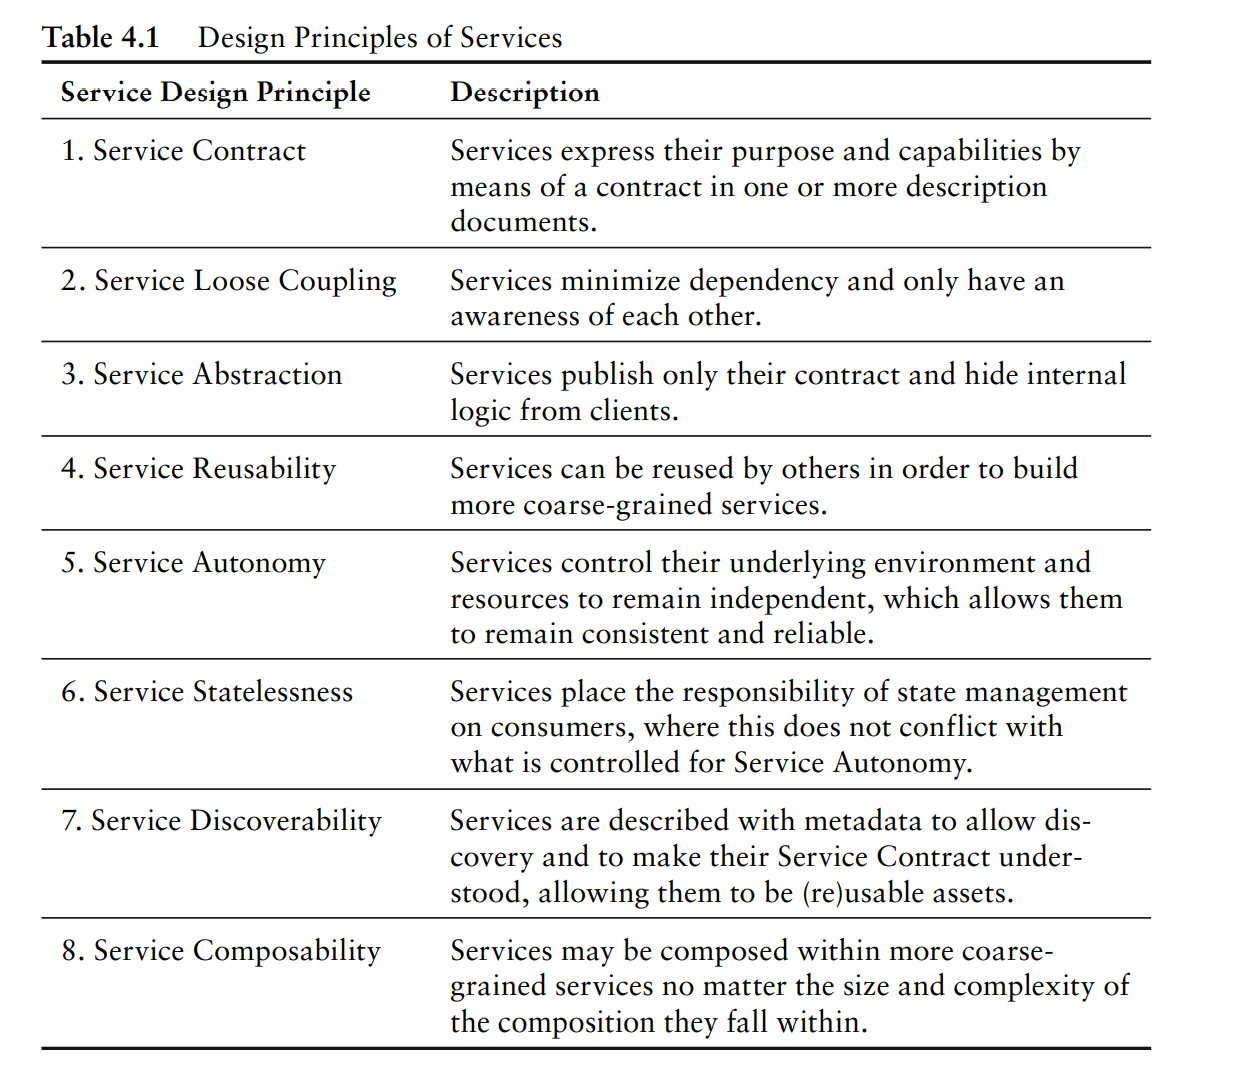 Table 4.1 Design Principles of Services
Service Design Principle Description
1. Service Contract Services express their purpose and capabilities by
means of a contract in one or more description
documents.
2. Service Loose Coupling Services minimize dependency and only have an
awareness of each other.
3. Service Abstraction Services publish only their contract and hide internal
logic from clients.
4. Service Reusability Services can be reused by others in order to build
more coarse-grained services.
5. Service Autonomy Services control their underlying environment and
resources to remain independent, which allows them
to remain consistent and reliable.
6. Service Statelessness Services place the responsibility of state management
on consumers, where this does not conflict with
what is controlled for Service Autonomy.
7. Service Discoverability Services are described with metadata to allow dis-
covery and to make their Service Contract under-
stood, allowing them to be (re)usable assets.
8. Service Composability Services may be composed within more coarse-
grained services no matter the size and complexity of
the composition they fall within.